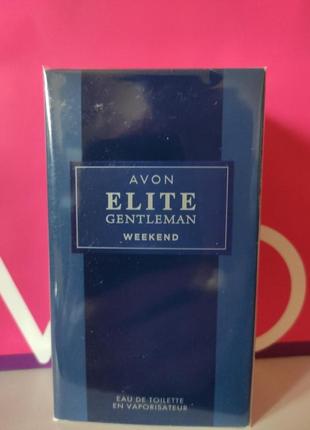 AVON
ELITE
GENTLEMAN
WEEKEND
EAU DE TOILETTE
EN VAPORISATEUR